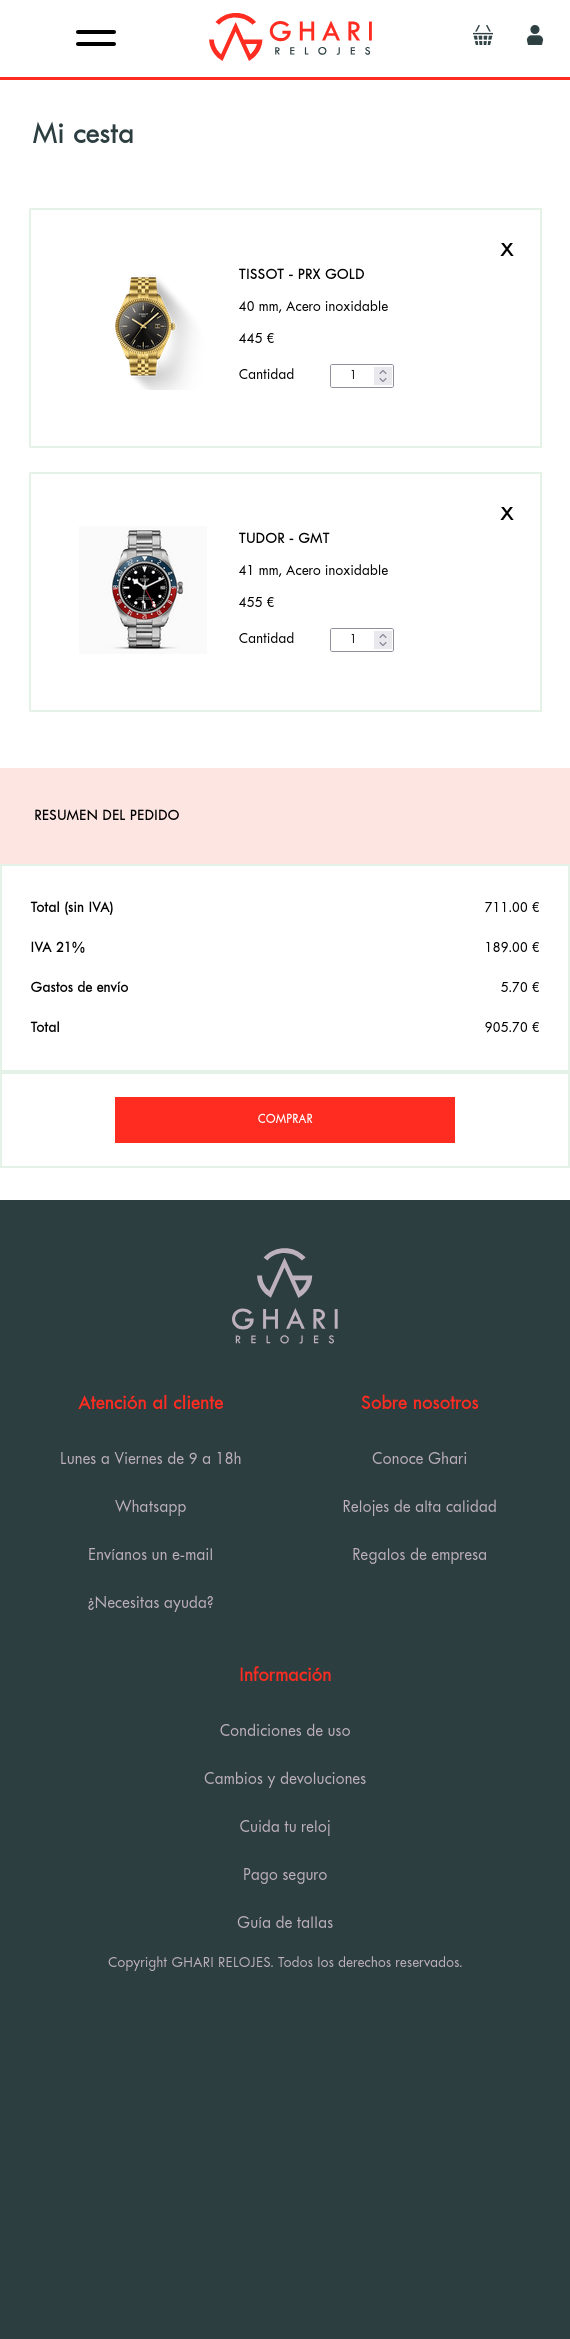 GHARI
RELOJES
Mi cesta
X
TISSOT - PRX GOLD
40 mm, Acero inoxidable
445 €
Cantidad 1
X
TUDOR - GMT
41 mm, Acero inoxidable
455 €
Cantidad 1
RESUMEN DEL PEDIDO
Total (sin IVA) 711.00 €
IVA 21% 189.00 €
Gastos de envío 5.70 €
Total 905.70 €
COMPRAR
GHARI
RELOJES
Atención al cliente
Lunes a Viernes de 9 a 18h
Whatsapp
Envíanos un e-mail
¿Necesitas ayuda?
Sobre nosotros
Conoce Ghari
Relojes de alta calidad
Regalos de empresa
Información
Condiciones de uso
Cambios y devoluciones
Cuida tu reloj
Pago seguro
Guía de tallas
Copyright GHARI RELOJES. Todos los derechos reservados.